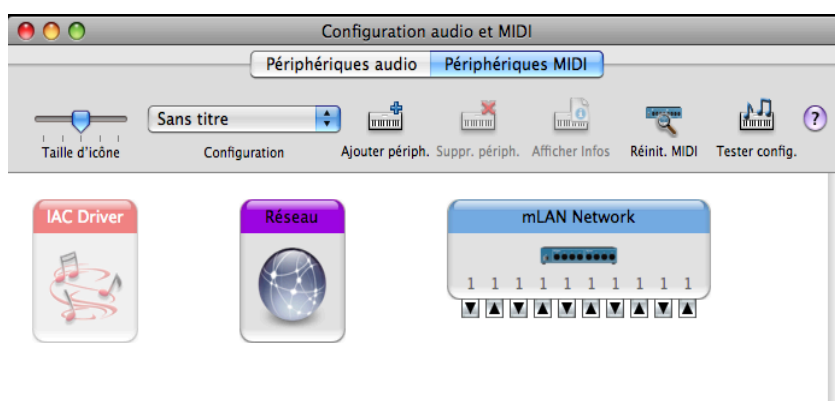 Configuration audio et MIDI
Périphériques audio Périphériques MIDI
Sans titre
?
Taille d'icône Configuration Ajouter périph. Suppr. périph. Afficher Infos Réinit. MIDI Tester config.
IAC Driver Réseau mLAN Network
1 1 1 1 1 1 1 1 1 1